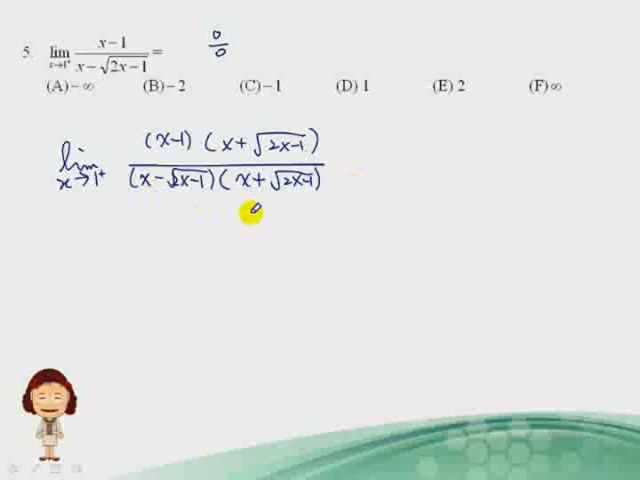 5. lim x→1⁺ (x−1)/(x−√(2x−1)) = 0/0
(A) −∞ (B) −2 (C) −1 (D) 1 (E) 2 (F) ∞
lim x→1⁺ (x−1)(x+√(2x−1)) / (x−√(2x−1))(x+√(2x−1))